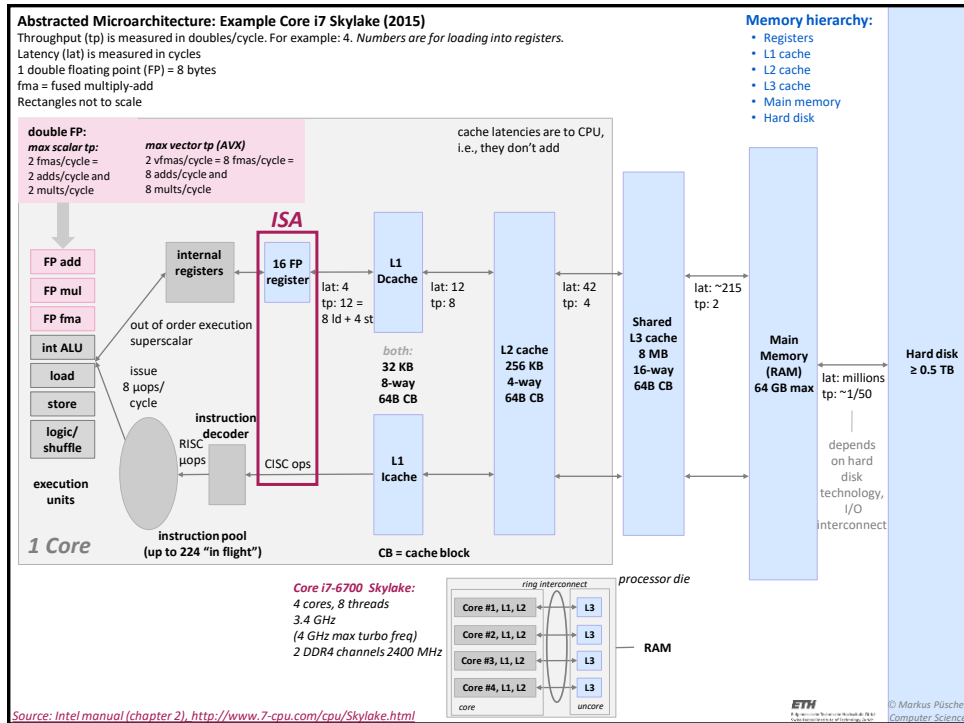 Abstracted Microarchitecture: Example Core i7 Skylake (2015)
Throughput (tp) is measured in doubles/cycle. For example: 4. Numbers are for loading into registers.
Latency (lat) is measured in cycles
1 double floating point (FP) = 8 bytes
fma = fused multiply-add
Rectangles not to scale
Memory hierarchy:
• Registers
• L1 cache
• L2 cache
• L3 cache
• Main memory
• Hard disk
double FP:
max scalar tp:
2 fmas/cycle =
2 adds/cycle and
2 mults/cycle
max vector tp (AVX)
2 vfmas/cycle = 8 fmas/cycle =
8 adds/cycle and
8 mults/cycle
cache latencies are to CPU,
i.e., they don't add
ISA
FP add
FP mul
FP fma
int ALU
load
store
logic/
shuffle
execution
units
internal
registers
16 FP
register
lat: 4
tp: 12 =
8 ld + 4 st
L1
Dcache
lat: 12
tp: 8
lat: 42
tp: 4
lat: ~215
tp: 2
out of order execution
superscalar
both:
32 KB
8-way
64B CB
L2 cache
256 KB
4-way
64B CB
Shared
L3 cache
8 MB
16-way
64B CB
Main
Memory
(RAM)
64 GB max
lat: millions
tp: ~1/50
Hard disk
≥ 0.5 TB
depends
on hard
disk
technology,
I/O
interconnect
issue
8 μops/
cycle
instruction
decoder
RISC
μops
CISC ops
L1
Icache
1 Core
instruction pool
(up to 224 "in flight")
CB = cache block
Core i7-6700 Skylake:
4 cores, 8 threads
3.4 GHz
(4 GHz max turbo freq)
2 DDR4 channels 2400 MHz
ring interconnect
processor die
Core #1, L1, L2
L3
Core #2, L1, L2
L3
Core #3, L1, L2
L3
Core #4, L1, L2
L3
core
uncore
RAM
Source: Intel manual (chapter 2), http://www.7-cpu.com/cpu/Skylake.html
ETH
© Markus Püsche
Computer Science